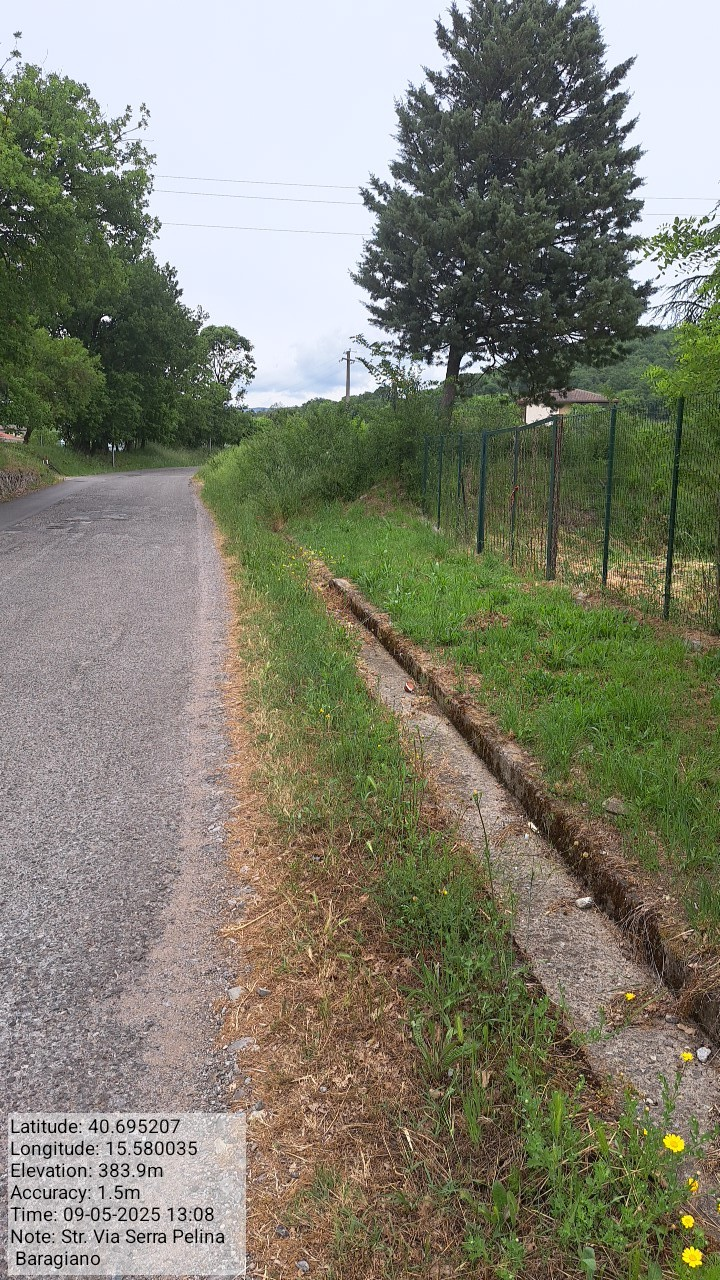 Latitude: 40.695207
Longitude: 15.580035
Elevation: 383.9m
Accuracy: 1.5m
Time: 09-05-2025 13:08
Note: Str. Via Serra Pelina
Baragiano